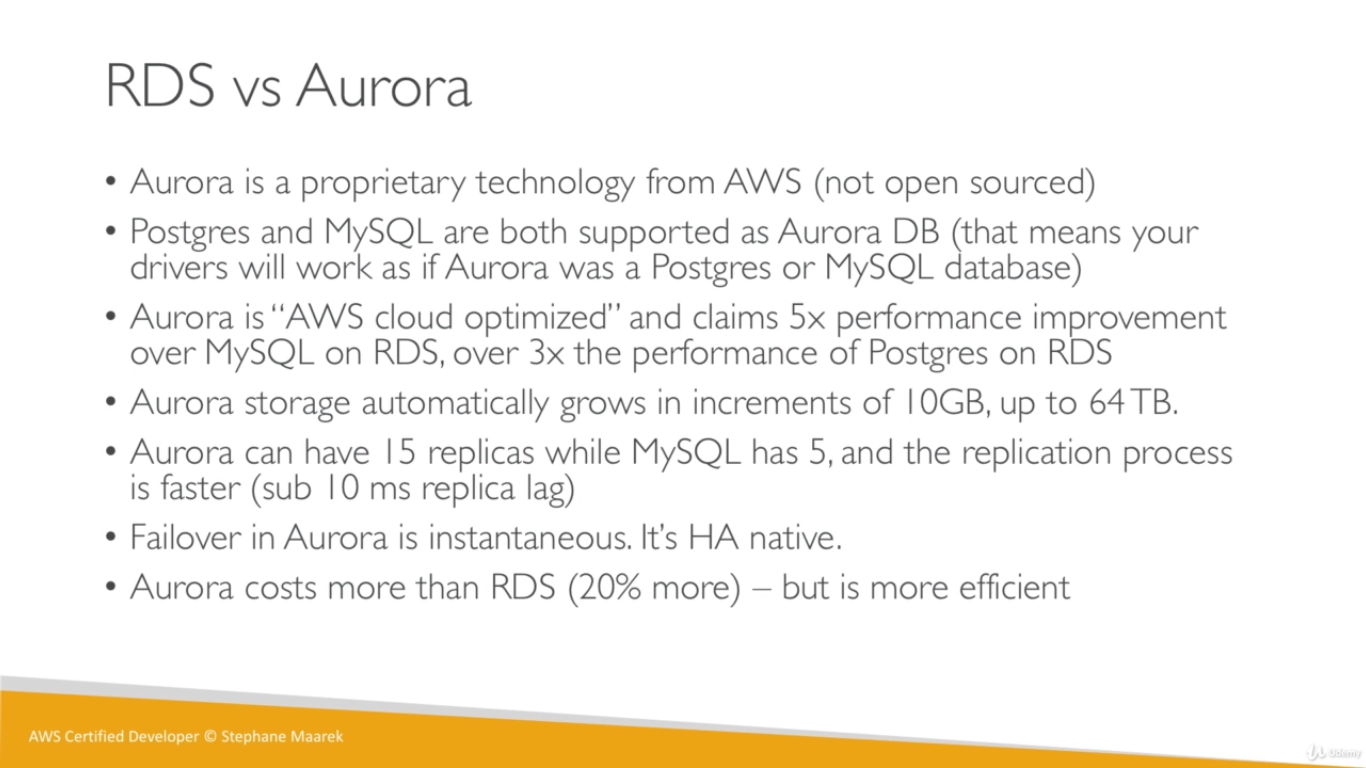 RDS vs Aurora
• Aurora is a proprietary technology from AWS (not open sourced)
• Postgres and MySQL are both supported as Aurora DB (that means your
drivers will work as if Aurora was a Postgres or MySQL database)
• Aurora is “AWS cloud optimized” and claims 5x performance improvement
over MySQL on RDS, over 3x the performance of Postgres on RDS
• Aurora storage automatically grows in increments of 10GB, up to 64 TB.
• Aurora can have 15 replicas while MySQL has 5, and the replication process
is faster (sub 10 ms replica lag)
• Failover in Aurora is instantaneous. It’s HA native.
• Aurora costs more than RDS (20% more) – but is more efficient
AWS Certified Developer © Stephane Maarek
Udemy